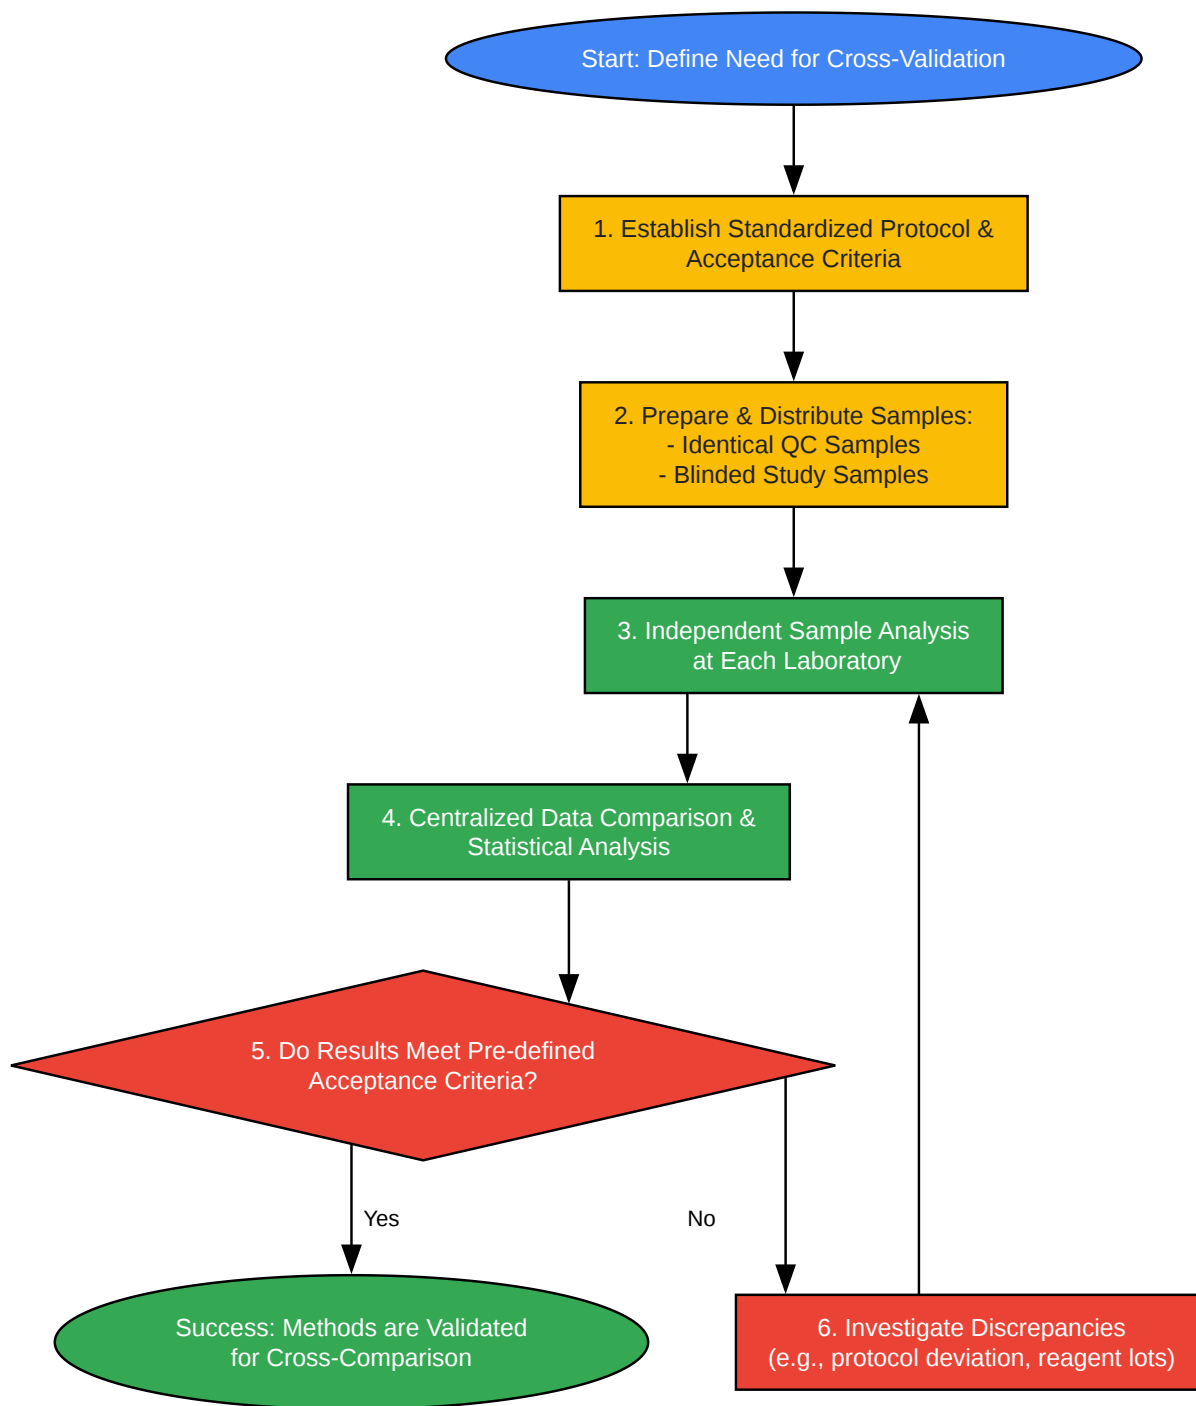 Start: Define Need for Cross-Validation
1. Establish Standardized Protocol &
Acceptance Criteria
2. Prepare & Distribute Samples:
- Identical QC Samples
- Blinded Study Samples
3. Independent Sample Analysis
at Each Laboratory
4. Centralized Data Comparison &
Statistical Analysis
5. Do Results Meet Pre-defined
Acceptance Criteria?
Yes
No
Success: Methods are Validated
for Cross-Comparison
6. Investigate Discrepancies
(e.g., protocol deviation, reagent lots)